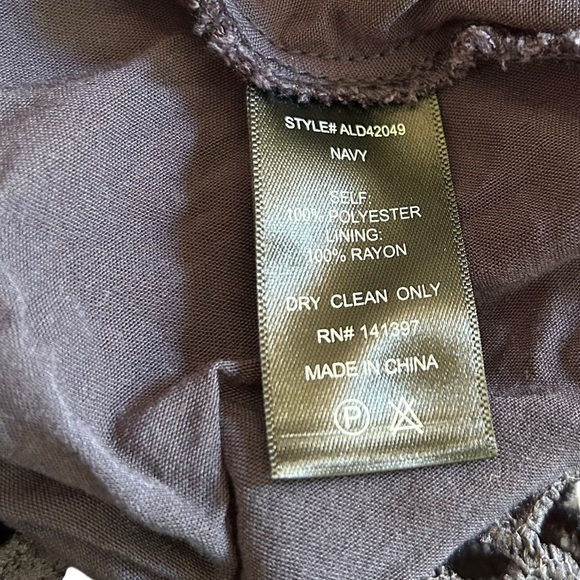 STYLE# ALD42049
NAVY
SELF:
100% POLYESTER
LINING:
100% RAYON
DRY CLEAN ONLY
RN# 141397
MADE IN CHINA
P